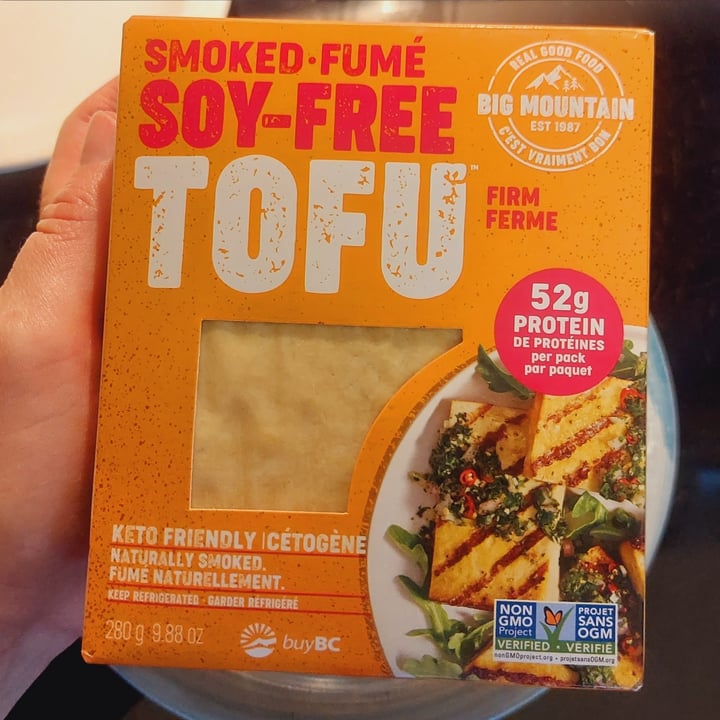 SMOKED·FUMÉ
SOY-FREE
TOFU™
FIRM
FERME
REAL GOOD FOOD
BIG MOUNTAIN
EST 1987
C'EST VRAIMENT BON
52g
PROTEIN
DE PROTÉINES
per pack
par paquet
KETO FRIENDLY | CÉTOGÈNE
NATURALLY SMOKED.
FUMÉ NATURELLEMENT.
KEEP REFRIGERATED · GARDER RÉFRIGÉRÉ
280 g 9.88 oz
buyBC
NON
GMO
Project
VERIFIED
PROJET
SANS
OGM
VÉRIFIÉ
nonGMOproject.org · projetsansOGM.org